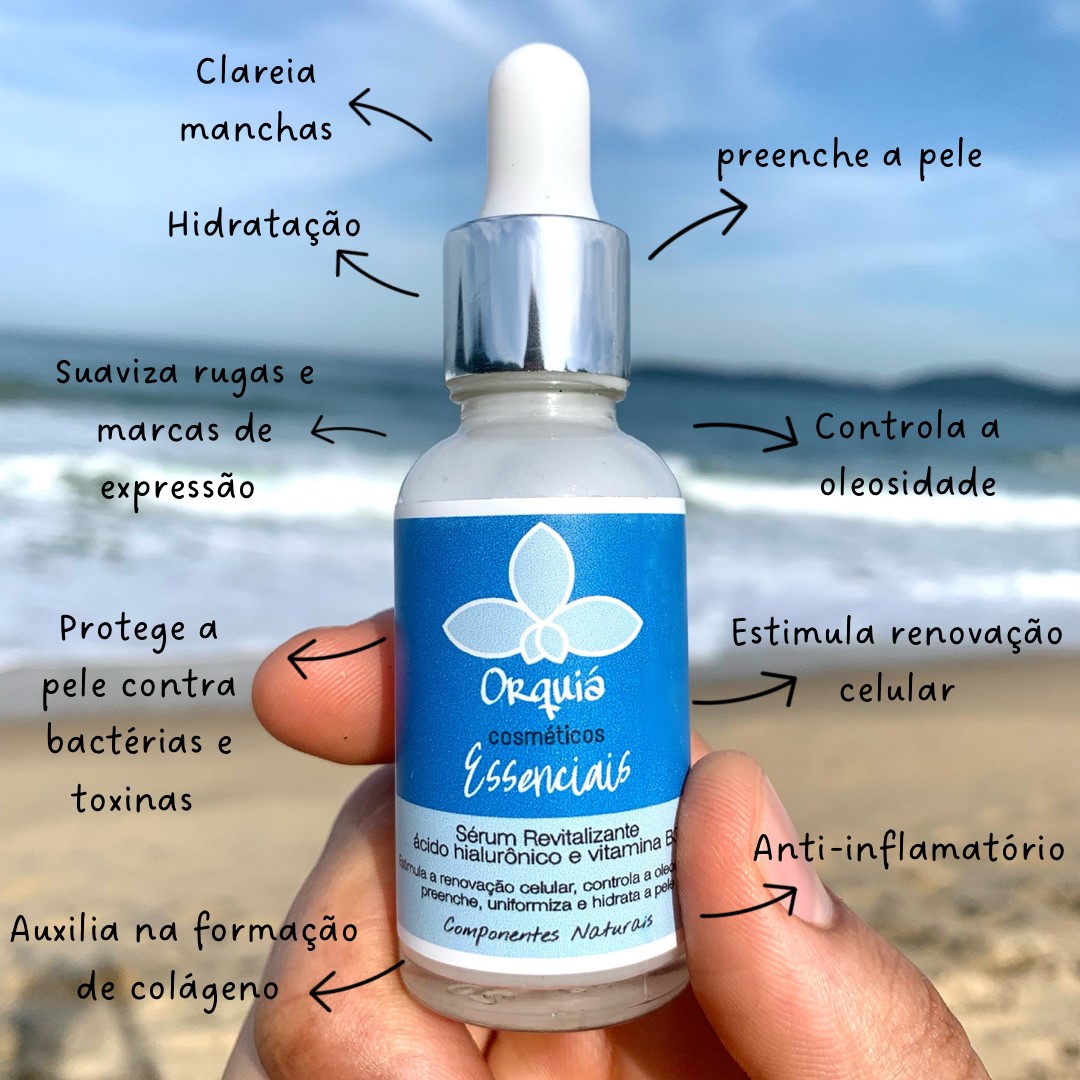 Clareia
manchas
preenche a pele
Hidratação
Suaviza rugas e
marcas de
expressão
Controla a
oleosidade
Protege a
pele contra
bactérias e
toxinas
Estimula renovação
celular
Auxilia na formação
de colágeno
Anti-inflamatório
Orquiá
cosméticos
Essenciais
Sérum Revitalizante
ácido hialurônico e vitamina
a renovação celular, controla a
preenche, uniformiza e hidrata a pele
Componentes Naturais